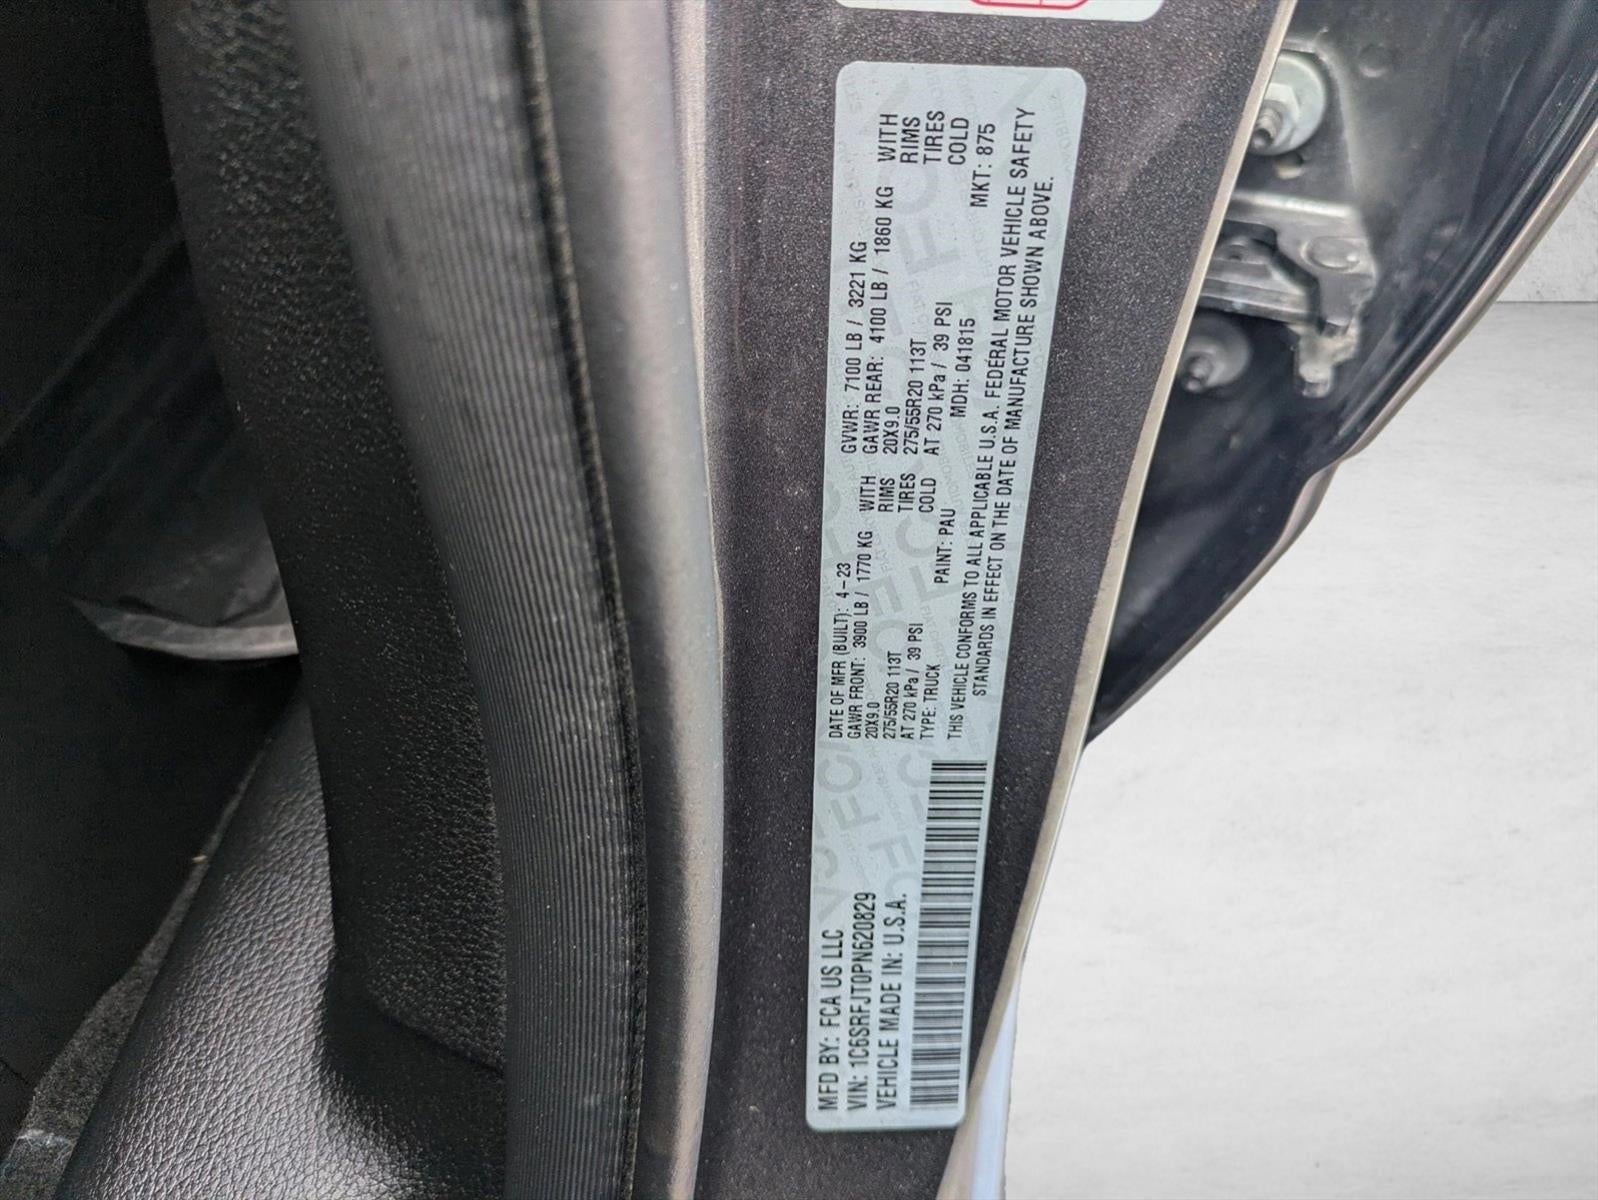 MFD BY: FCA US LLC
VIN: 1C6SRFJT0PN620829
VEHICLE MADE IN: U.S.A.
DATE OF MFR (BUILT): 4-23 GVWR: 7100 LB / 3221 KG
GAWR FRONT: 3900 LB / 1770 KG WITH GAWR REAR: 4100 LB / 1860 KG WITH
20X9.0 RIMS 20X9.0 RIMS
275/55R20 113T TIRES 275/55R20 113T TIRES
AT 270 kPa / 39 PSI COLD AT 270 kPa / 39 PSI COLD
TYPE: TRUCK PAINT: PAU MDH: 041815 MKT: 875
THIS VEHICLE CONFORMS TO ALL APPLICABLE U.S.A. FEDERAL MOTOR VEHICLE SAFETY
STANDARDS IN EFFECT ON THE DATE OF MANUFACTURE SHOWN ABOVE.